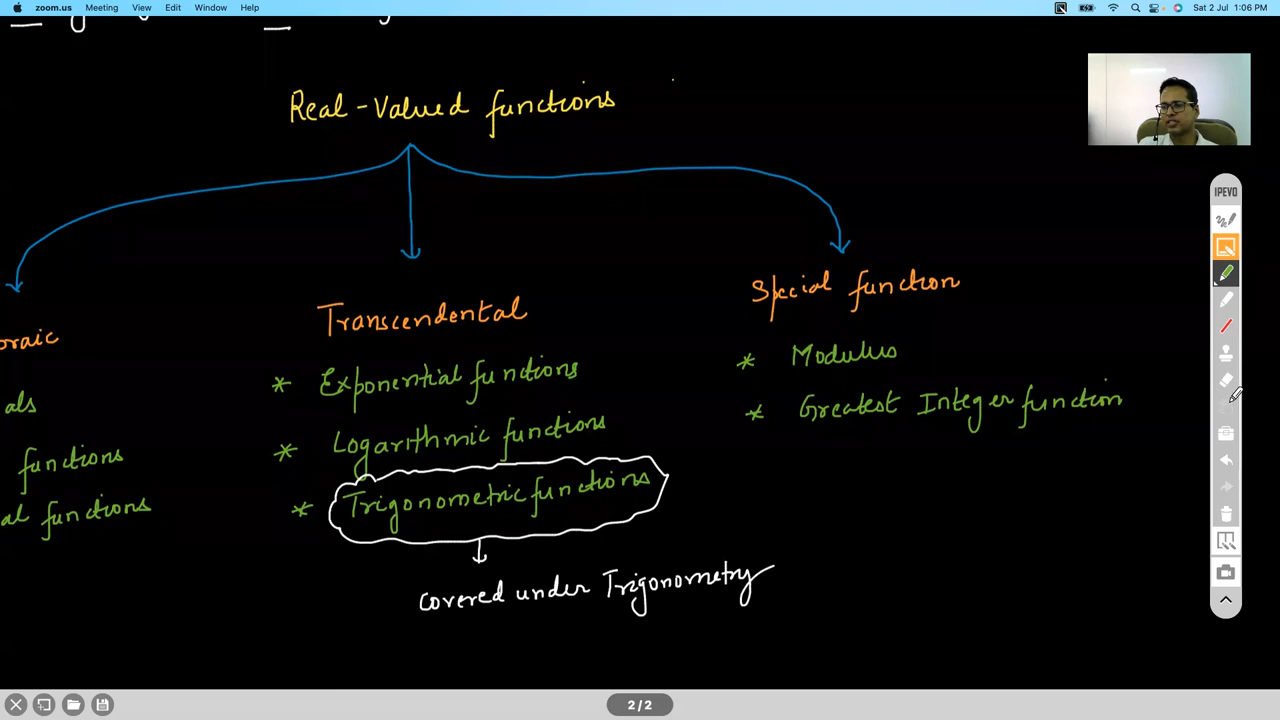 zoom.us Meeting View Edit Window Help
Sat 2 Jul 1:06 PM
Real-Valued functions
IPEVO
oraic
Transcendental
Special function
als
* Exponential functions
* Modulus
functions
* Logarithmic functions
* Greatest Integer function
al functions
* Trigonometric functions
covered under Trigonometry
2/2